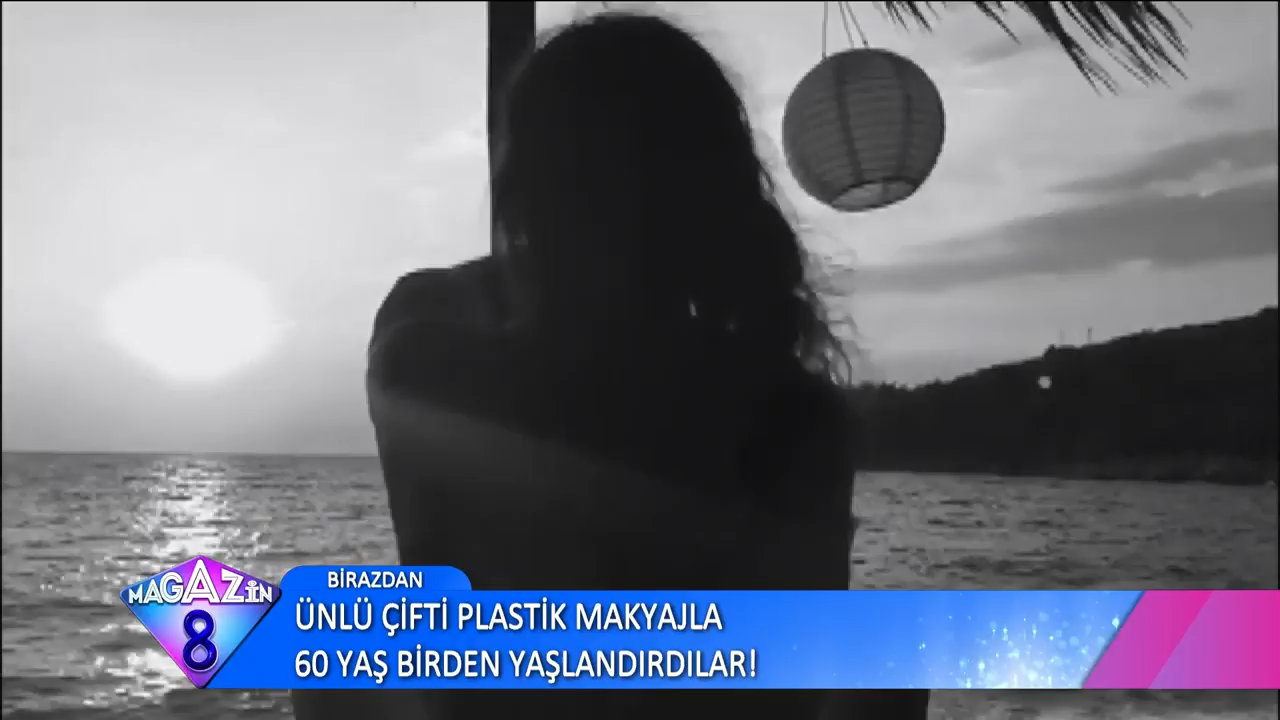 BİRAZDAN
MAGAZİN
8
ÜNLÜ ÇİFTİ PLASTİK MAKYAJLA
60 YAŞ BİRDEN YAŞLANDIRDILAR!